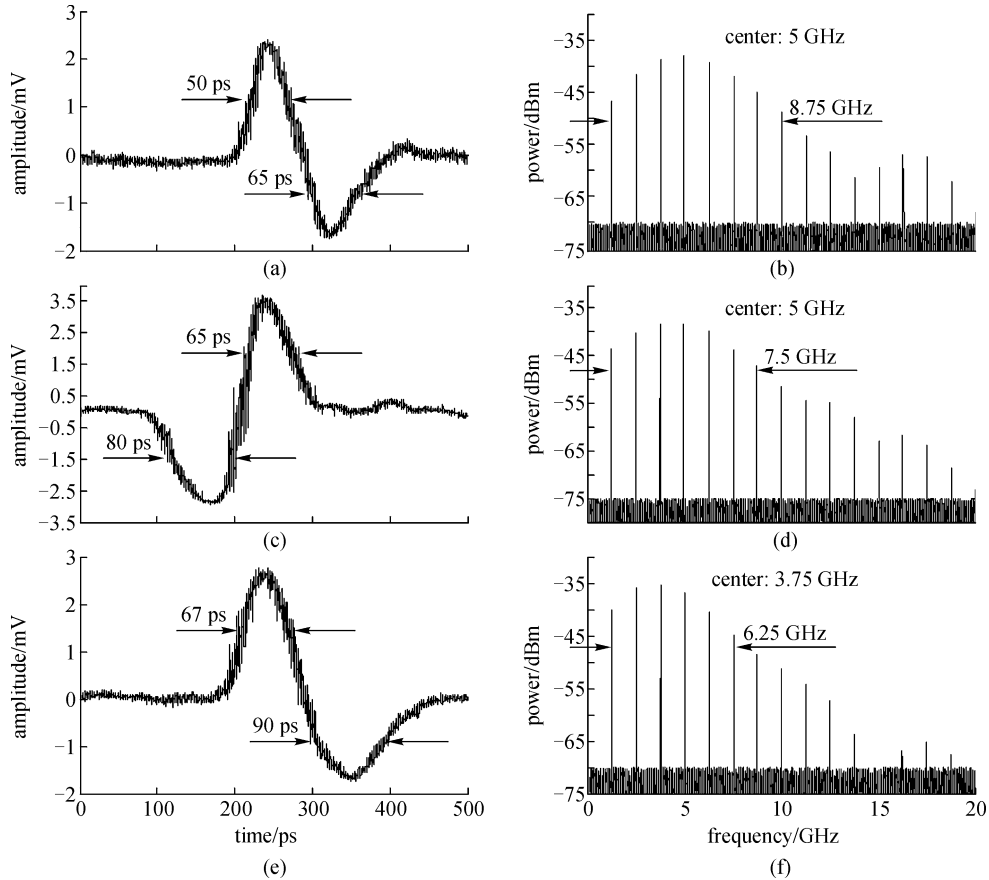 amplitude/mV
3
2
1
0
−1
−2
50 ps
65 ps
(a)
power/dBm
−35
−45
−55
−65
−75
center: 5 GHz
8.75 GHz
(b)
amplitude/mV
3.5
2.5
1.5
0.5
−0.5
−1.5
−2.5
−3.5
65 ps
80 ps
(c)
power/dBm
−35
−45
−55
−65
−75
center: 5 GHz
7.5 GHz
(d)
amplitude/mV
3
2
1
0
−1
−2
67 ps
90 ps
0
100
200
300
400
500
time/ps
(e)
power/dBm
−35
−45
−55
−65
−75
center: 3.75 GHz
6.25 GHz
0
5
10
15
20
frequency/GHz
(f)